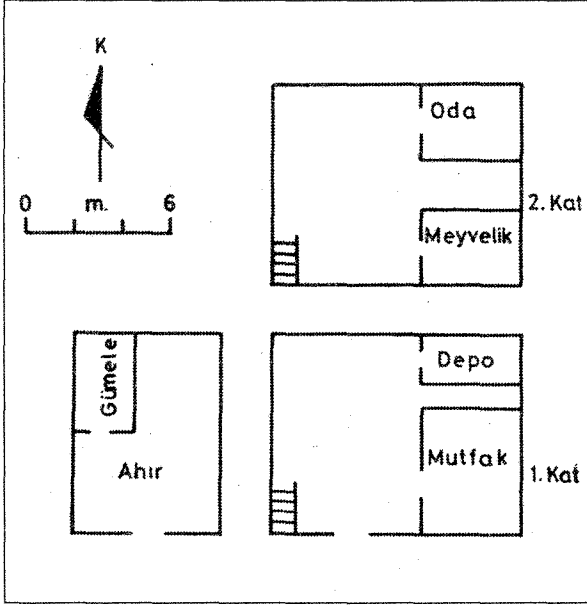 K
0 m. 6
Oda
2. Kat
Meyvelik
Gümele
Ahır
Depo
Mutfak
1. Kat